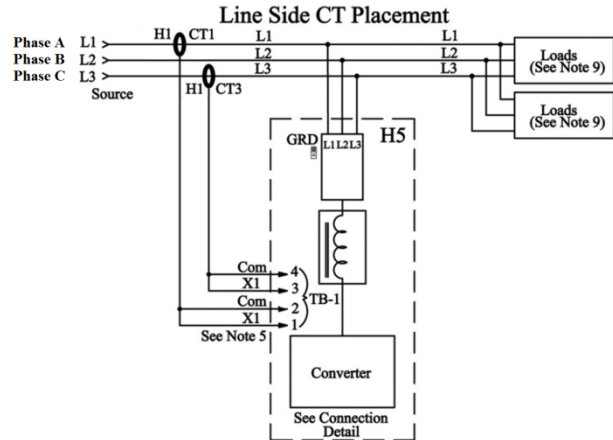 Line Side CT Placement
Phase A L1 H1 CT1 L1 L1
Phase B L2 L2 L2
Phase C L3 L3 L3
Source H1 CT3
Loads
(See Note 9)
Loads
(See Note 9)
GRD L1 L2 L3 H5
Com 4
X1 3
TB-1
Com 2
X1 1
See Note 5
Converter
See Connection
Detail